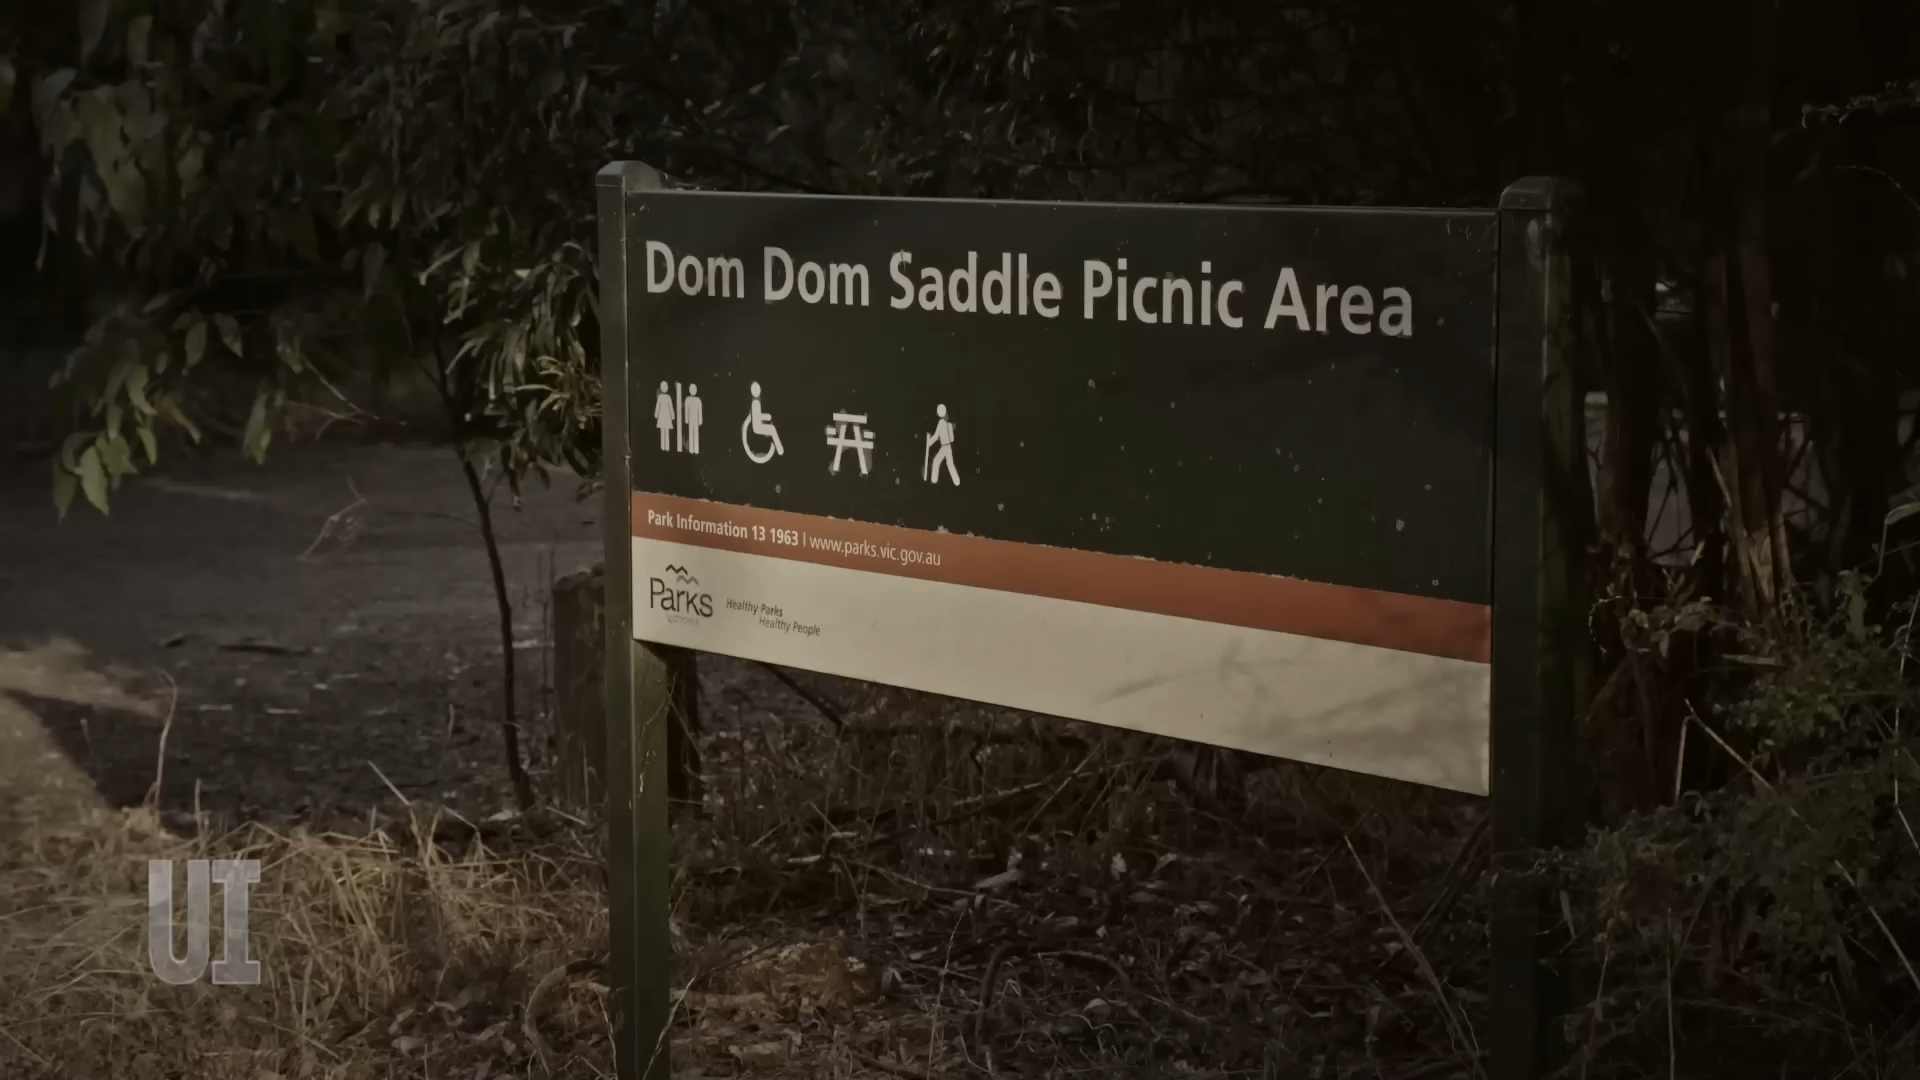 Dom Dom Saddle Picnic Area
Park Information 13 1963 | www.parks.vic.gov.au
Parks
VICTORIA
Healthy Parks
Healthy People
UI